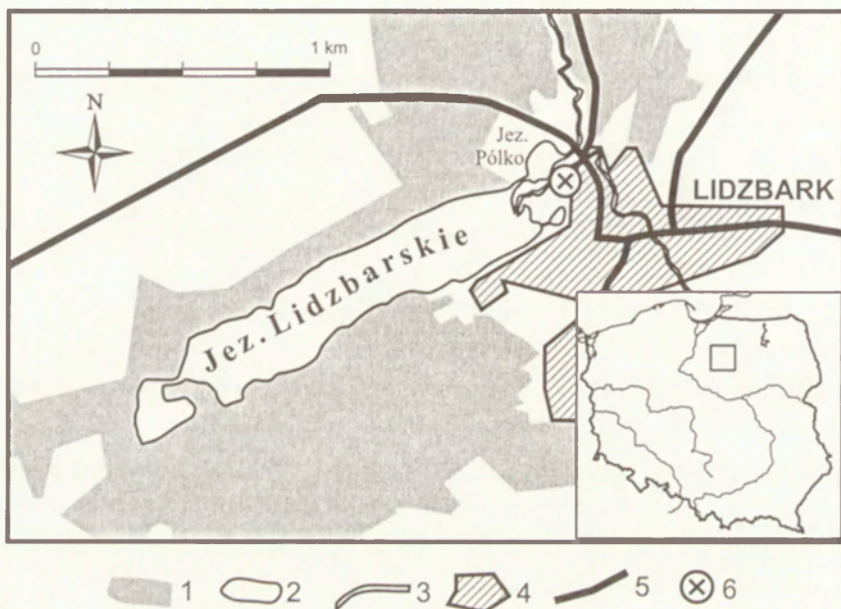 0 1 km
N
Jez.
Pólko
LIDZBARK
Jez. Lidzbarskie
1 2 3 4 5 6